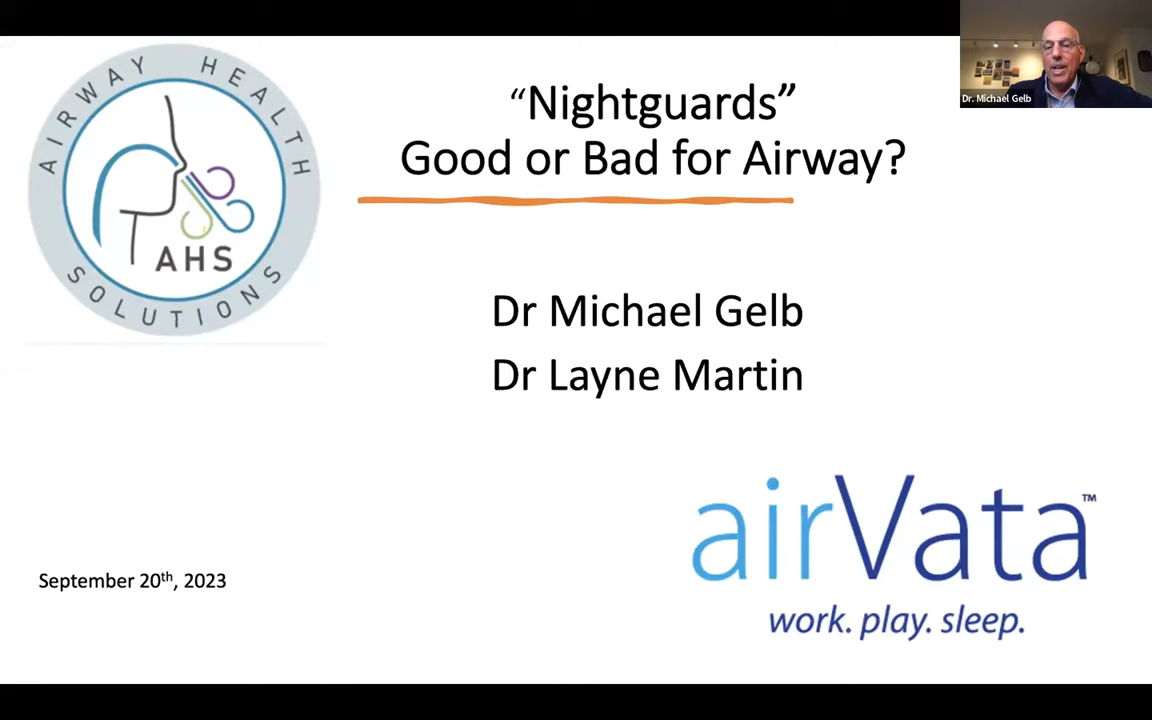 AIRWAY HEALTH
AHS
SOLUTIONS
“Nightguards”
Good or Bad for Airway?
Dr. Michael Gelb
Dr Michael Gelb
Dr Layne Martin
airVata™
work. play. sleep.
September 20th, 2023